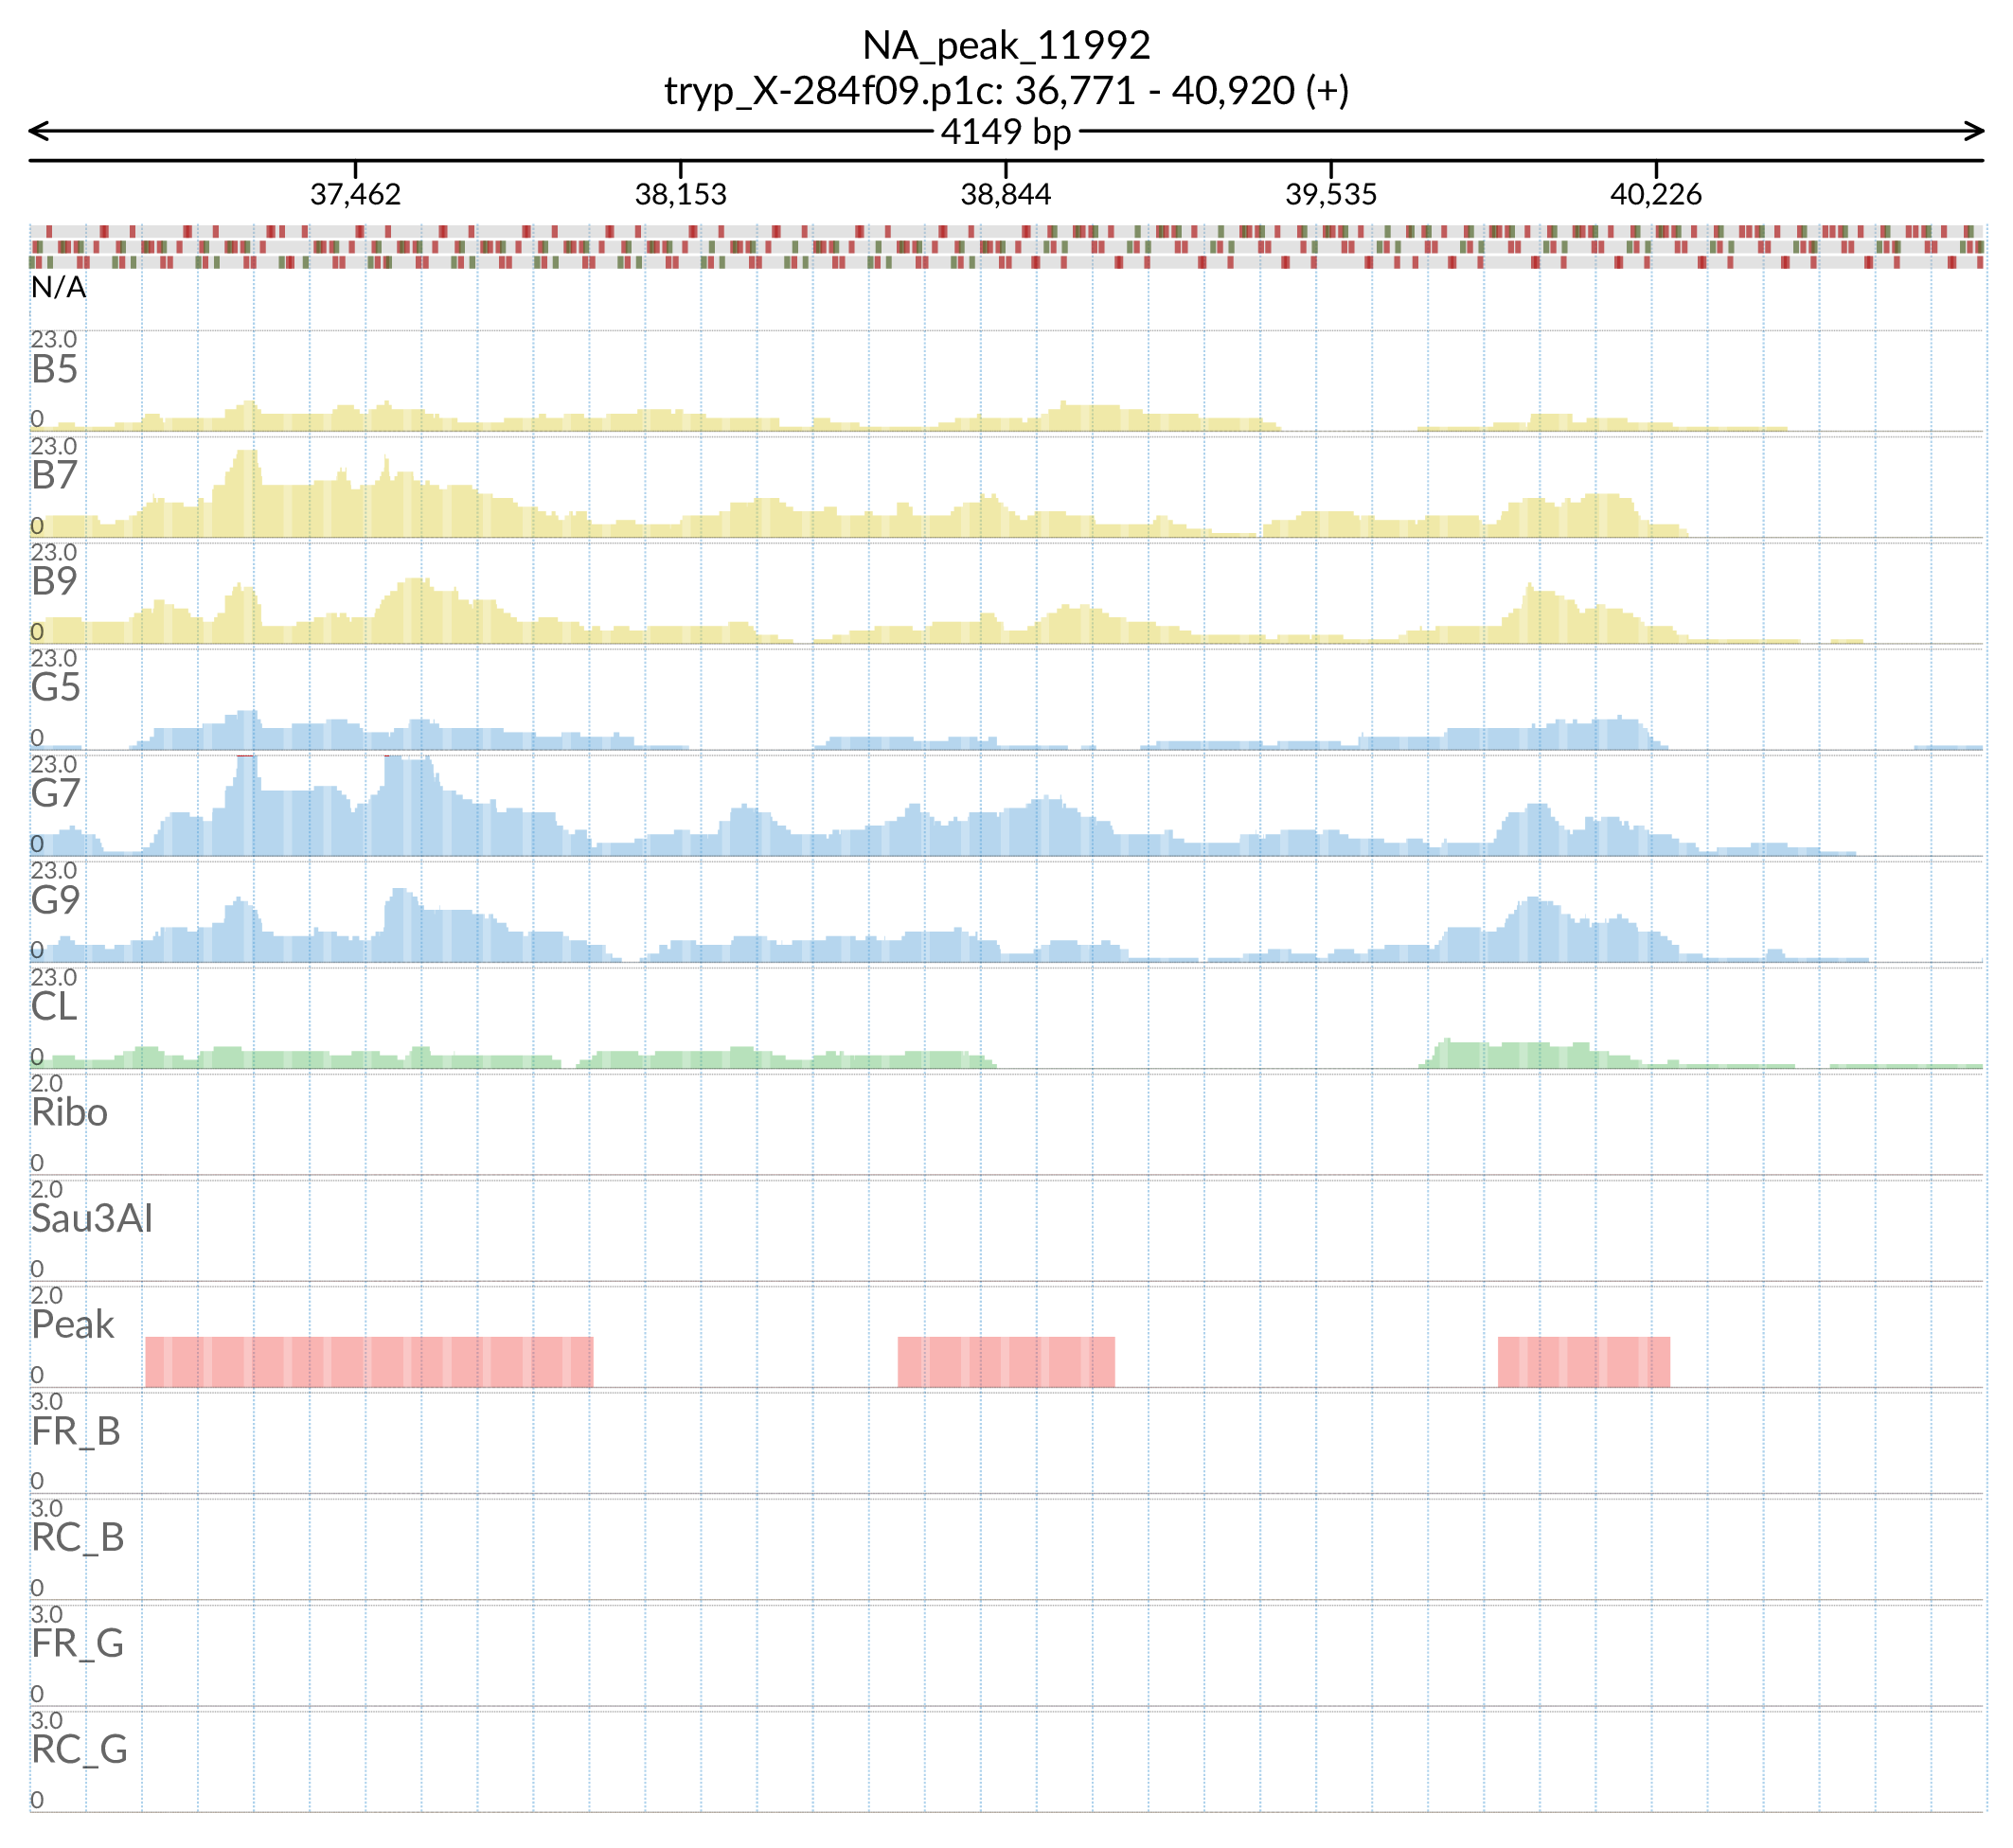 NA_peak_11992
tryp_X-284f09.p1c: 36,771 - 40,920 (+)
4149 bp
37,462 38,153 38,844 39,535 40,226
N/A
23.0
B5
0
23.0
B7
0
23.0
B9
0
23.0
G5
0
23.0
G7
0
23.0
G9
0
23.0
CL
0
2.0
Ribo
0
2.0
Sau3AI
0
2.0
Peak
0
3.0
FR_B
0
3.0
RC_B
0
3.0
FR_G
0
3.0
RC_G
0